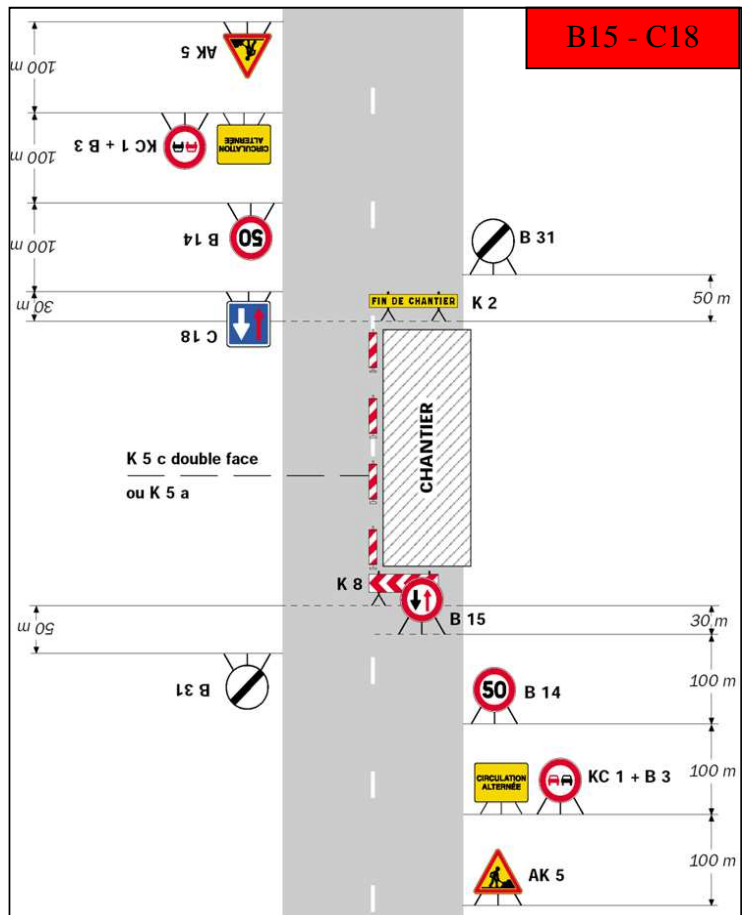 B15 - C18
100 m
AK 5
100 m
KC 1 + B 3
CIRCULATION
ALTERNÉE
100 m
B 14
50
B 31
30 m
FIN DE CHANTIER
K 2
50 m
C 18
CHANTIER
K 5 c double face
ou K 5 a
K 8
B 15
30 m
50 m
B 31
50
B 14
100 m
CIRCULATION
ALTERNÉE
KC 1 + B 3
100 m
AK 5
100 m